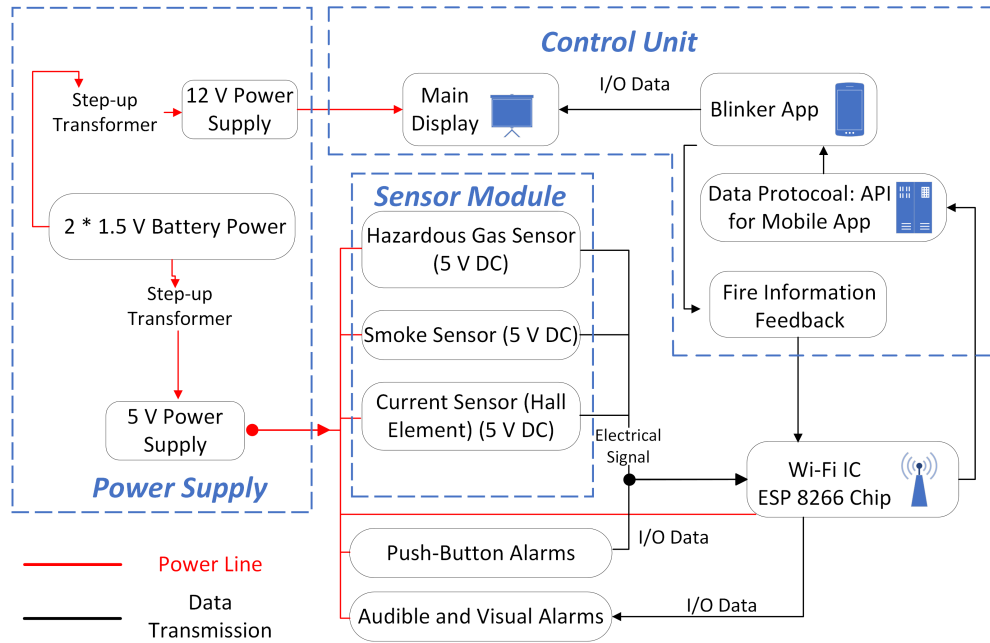 Control Unit
I/O Data
Step-up
Transformer
12 V Power
Supply
Main
Display
Blinker App
Sensor Module
Data Protocoal: API
for Mobile App
2 * 1.5 V Battery Power
Hazardous Gas Sensor
(5 V DC)
Step-up
Transformer
Fire Information
Feedback
Smoke Sensor (5 V DC)
5 V Power
Supply
Current Sensor (Hall
Element) (5 V DC)
Electrical
Signal
Power Supply
Wi-Fi IC
ESP 8266 Chip
I/O Data
Push-Button Alarms
Power Line
Data
Transmission
Audible and Visual Alarms
I/O Data